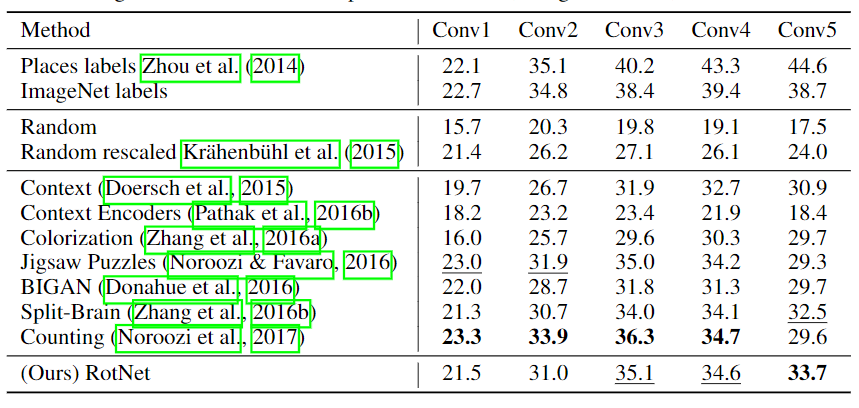 Method Conv1 Conv2 Conv3 Conv4 Conv5
Places labels Zhou et al. (2014) 22.1 35.1 40.2 43.3 44.6
ImageNet labels 22.7 34.8 38.4 39.4 38.7
Random 15.7 20.3 19.8 19.1 17.5
Random rescaled Krähenbühl et al. (2015) 21.4 26.2 27.1 26.1 24.0
Context (Doersch et al., 2015) 19.7 26.7 31.9 32.7 30.9
Context Encoders (Pathak et al., 2016b) 18.2 23.2 23.4 21.9 18.4
Colorization (Zhang et al., 2016a) 16.0 25.7 29.6 30.3 29.7
Jigsaw Puzzles (Noroozi & Favaro, 2016) 23.0 31.9 35.0 34.2 29.3
BIGAN (Donahue et al., 2016) 22.0 28.7 31.8 31.3 29.7
Split-Brain (Zhang et al., 2016b) 21.3 30.7 34.0 34.1 32.5
Counting (Noroozi et al., 2017) 23.3 33.9 36.3 34.7 29.6
(Ours) RotNet 21.5 31.0 35.1 34.6 33.7